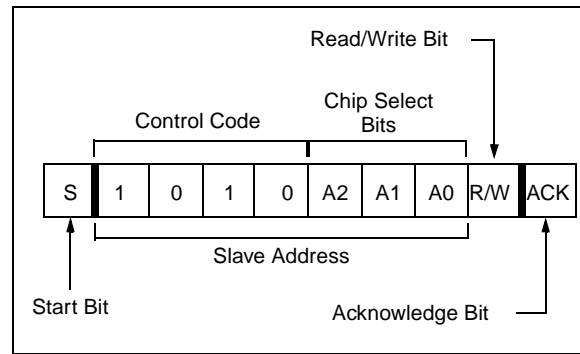 Read/Write Bit
Chip Select
Bits
Control Code
S 1 0 1 0 A2 A1 A0 R/W ACK
Slave Address
Start Bit
Acknowledge Bit